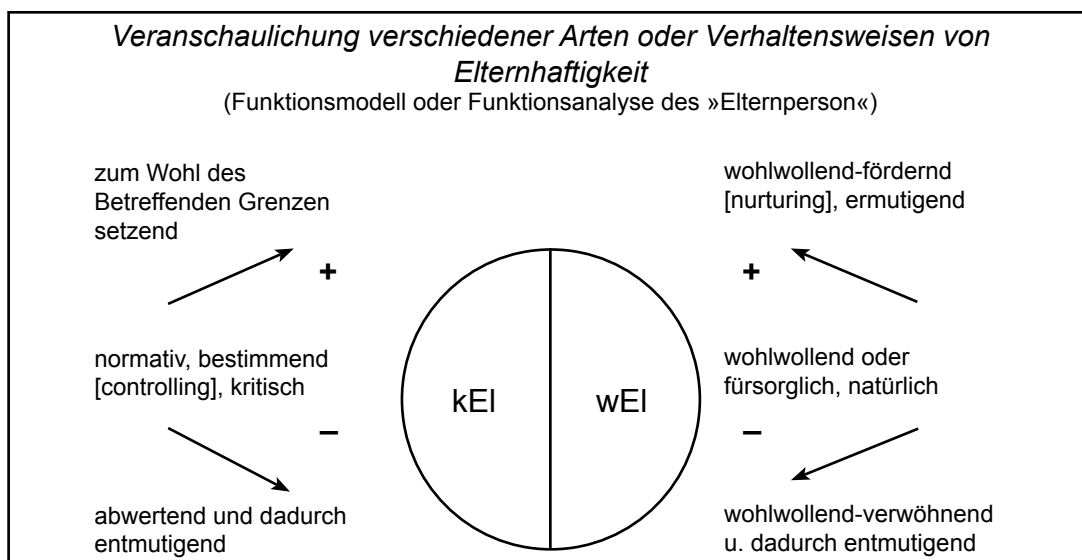 Veranschaulichung verschiedener Arten oder Verhaltensweisen von
Elternhaftigkeit
(Funktionsmodell oder Funktionsanalyse des »Elternperson«)
zum Wohl des
Betreffenden Grenzen
setzend
wohlwollend-fördernd
[nurturing], ermutigend
+
+
normativ, bestimmend
[controlling], kritisch
kEl
wEl
wohlwollend oder
fürsorglich, natürlich
–
–
abwertend und dadurch
entmutigend
wohlwollend-verwöhnend
u. dadurch entmutigend